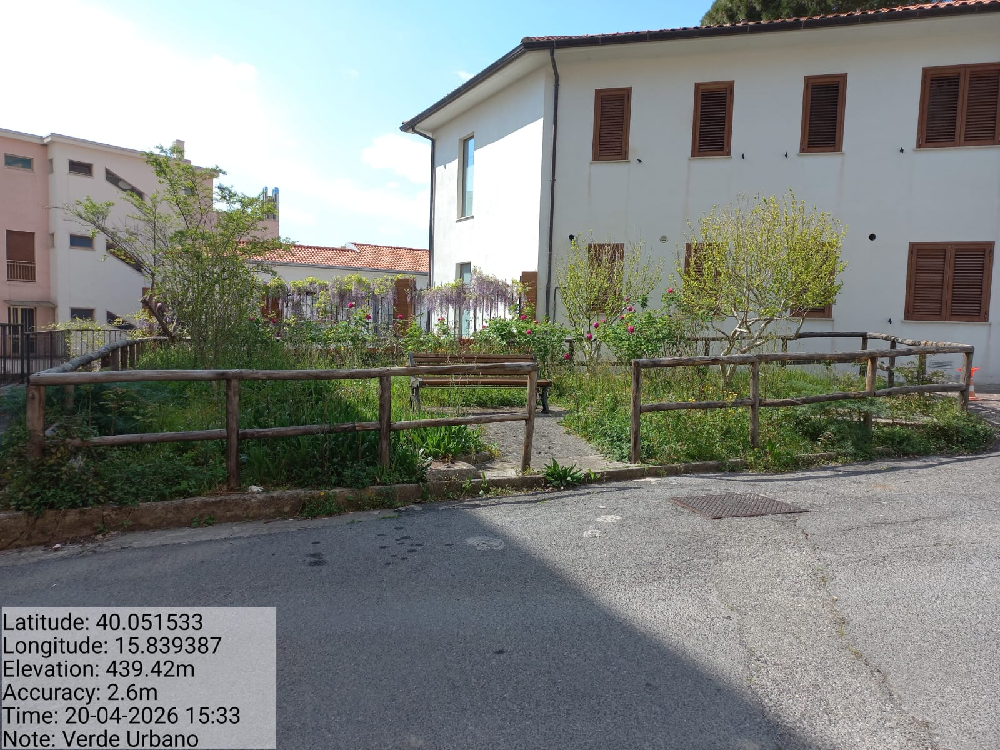 Latitude: 40.051533
Longitude: 15.839387
Elevation: 439.42m
Accuracy: 2.6m
Time: 20-04-2026 15:33
Note: Verde Urbano